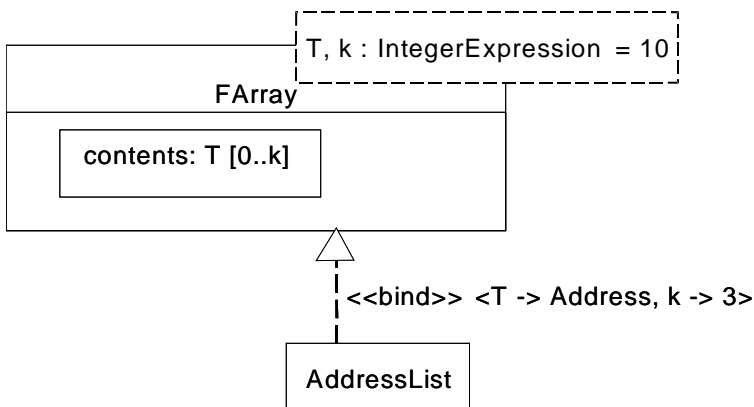 T, k : IntegerExpression = 10
FArray
contents: T [0..k]
<<bind>> <T -> Address, k -> 3>
AddressList